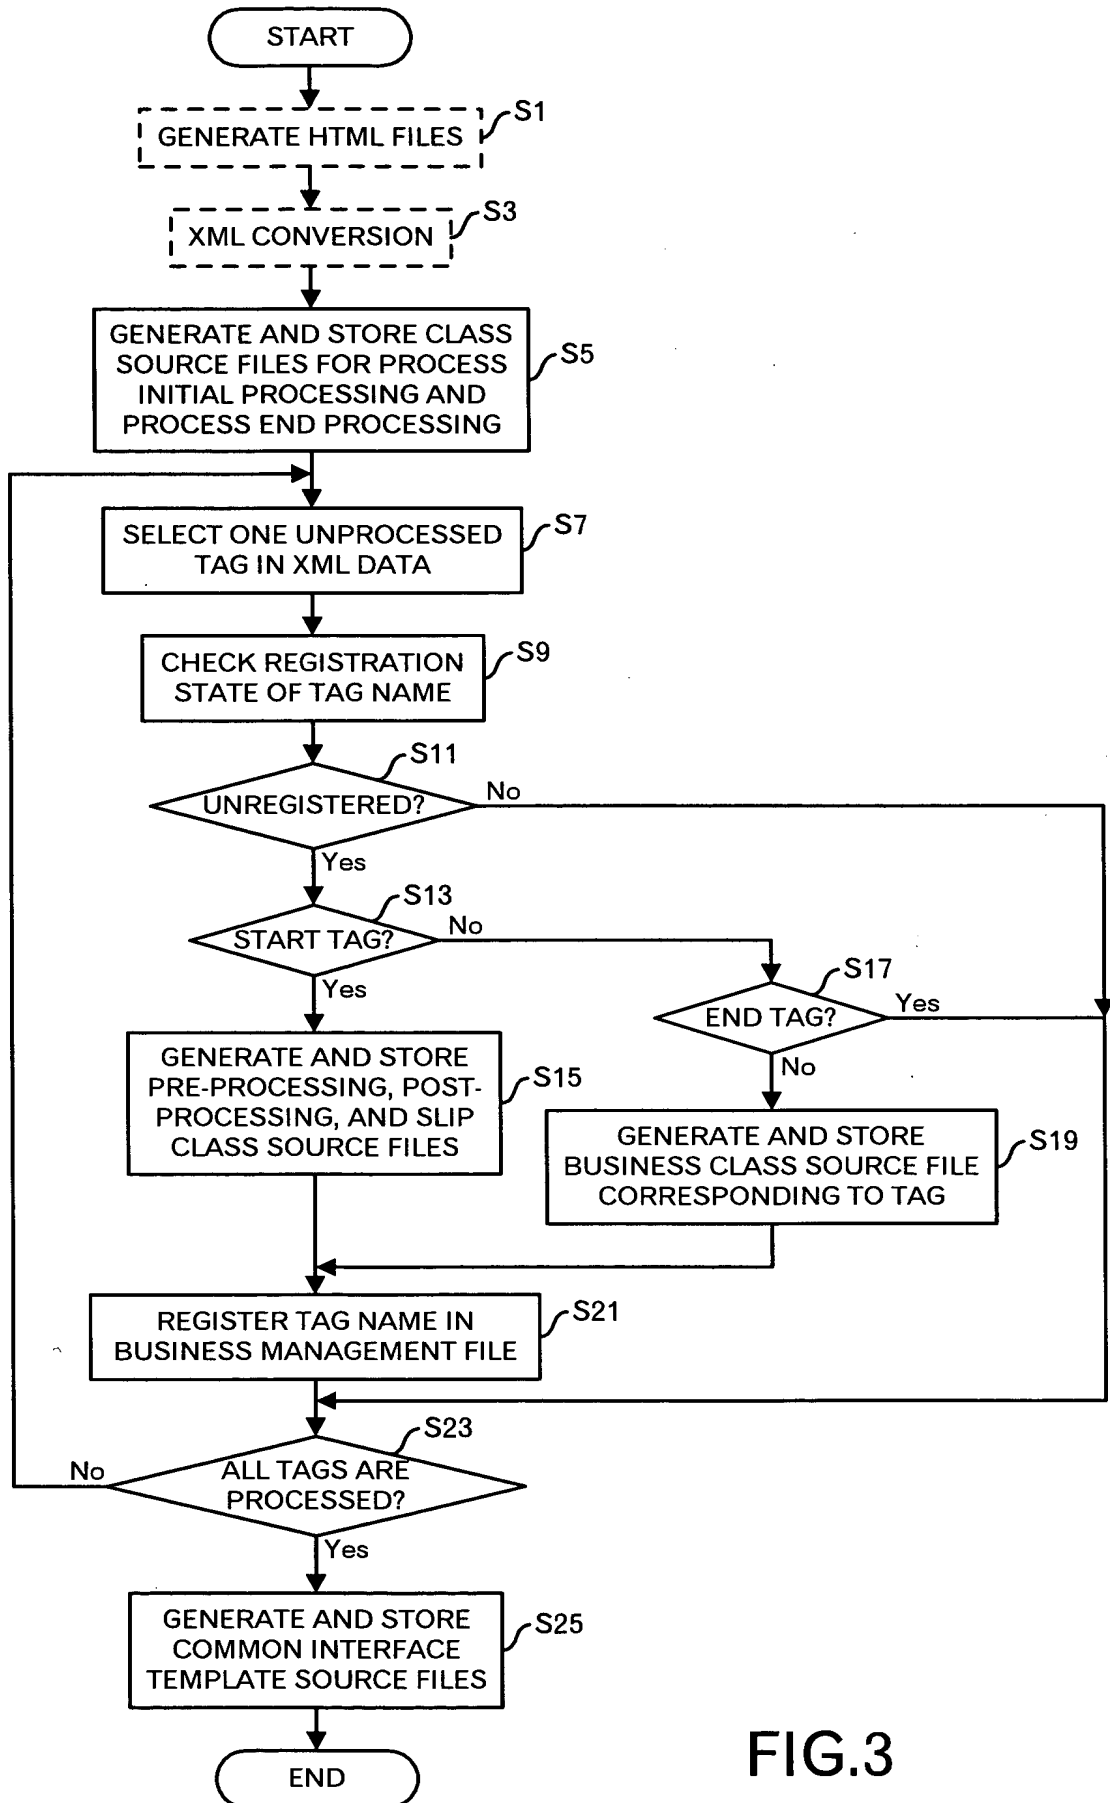 START
S1
GENERATE HTML FILES
S3
XML CONVERSION
GENERATE AND STORE CLASS
SOURCE FILES FOR PROCESS
INITIAL PROCESSING AND
PROCESS END PROCESSING
S5
SELECT ONE UNPROCESSED
TAG IN XML DATA
S7
CHECK REGISTRATION
STATE OF TAG NAME
S9
S11
UNREGISTERED?
No
Yes
S13
START TAG?
No
Yes
S17
END TAG?
Yes
No
GENERATE AND STORE
PRE-PROCESSING, POST-
PROCESSING, AND SLIP
CLASS SOURCE FILES
S15
GENERATE AND STORE
BUSINESS CLASS SOURCE FILE
CORRESPONDING TO TAG
S19
REGISTER TAG NAME IN
BUSINESS MANAGEMENT FILE
S21
S23
ALL TAGS ARE
PROCESSED?
No
Yes
GENERATE AND STORE
COMMON INTERFACE
TEMPLATE SOURCE FILES
S25
END
FIG.3